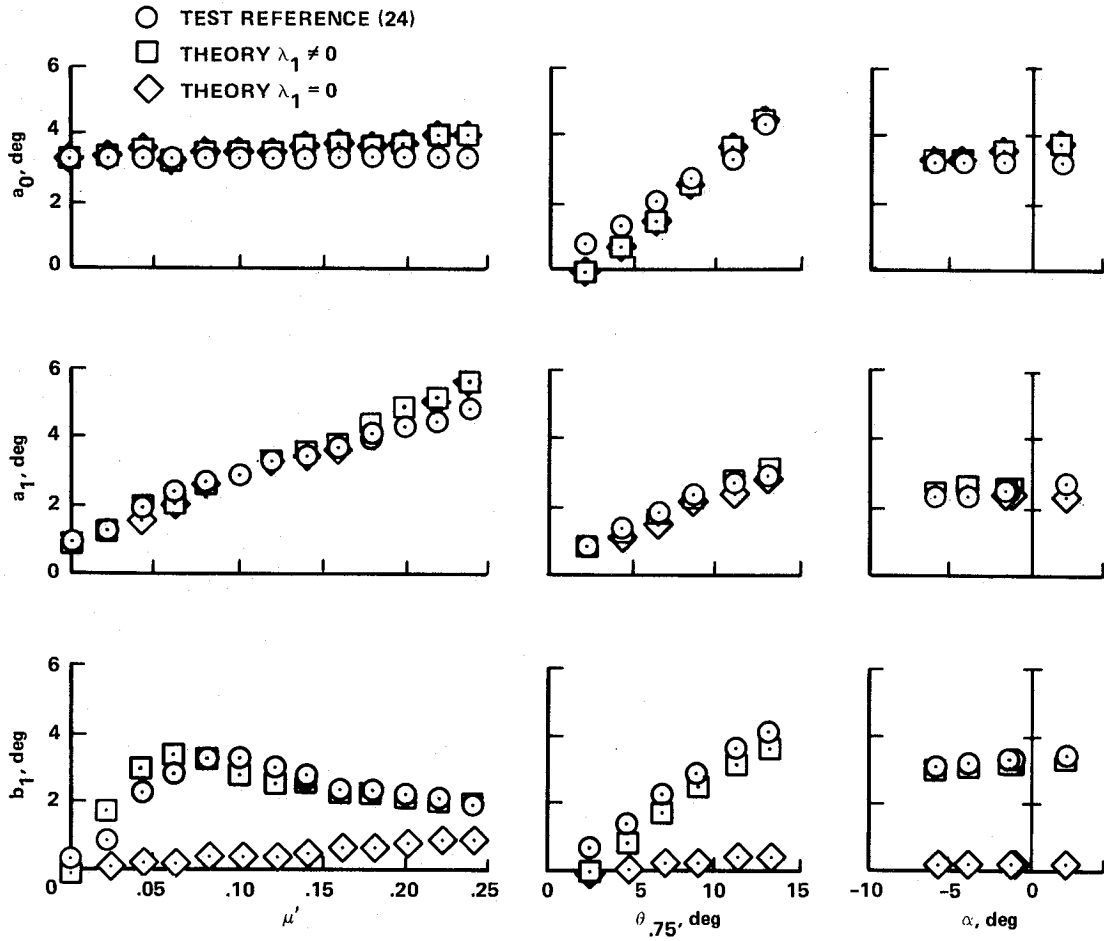 TEST REFERENCE (24)
THEORY λ1 ≠ 0
THEORY λ1 = 0
6
4
2
0
a0, deg
6
4
2
0
a1, deg
6
4
2
0
b1, deg
.05 .10 .15 .20 .25
μ'
0 5 10 15
θ.75, deg
-10 -5 0
α, deg